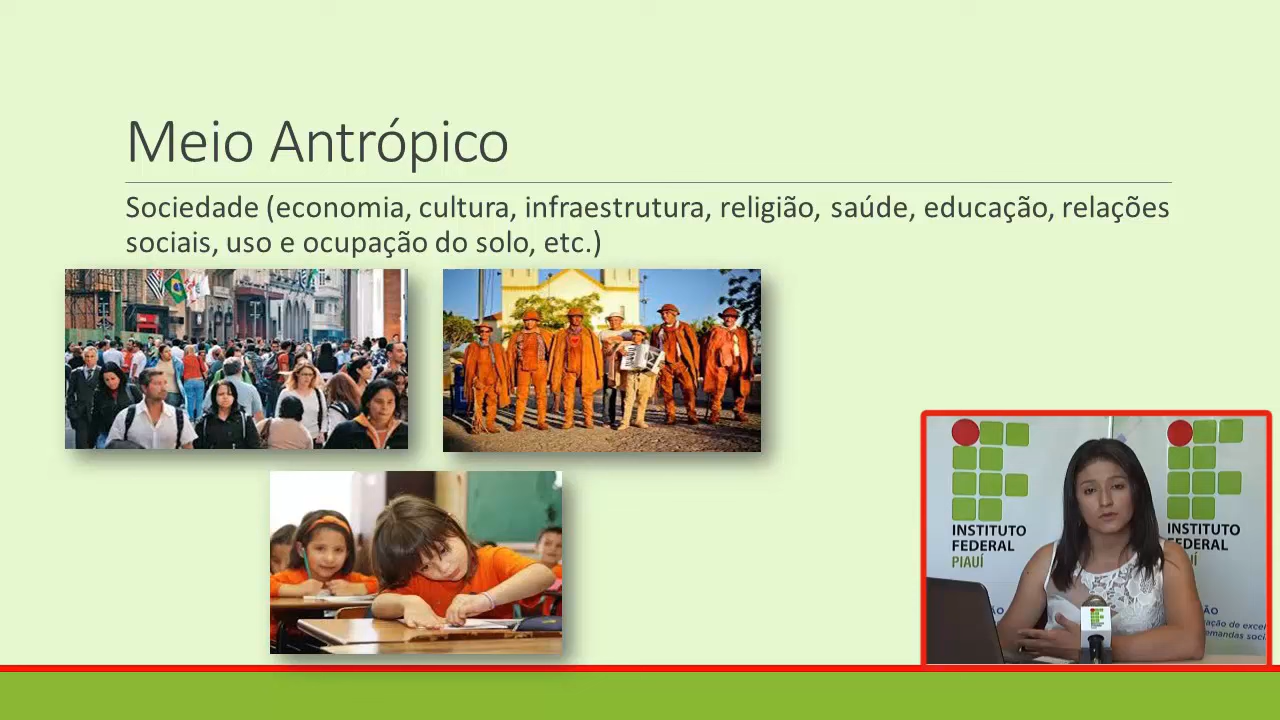 Meio Antrópico
Sociedade (economia, cultura, infraestrutura, religião, saúde, educação, relações
sociais, uso e ocupação do solo, etc.)
INSTITUTO
FEDERAL
PIAUÍ
INSTITUTO
FEDERAL